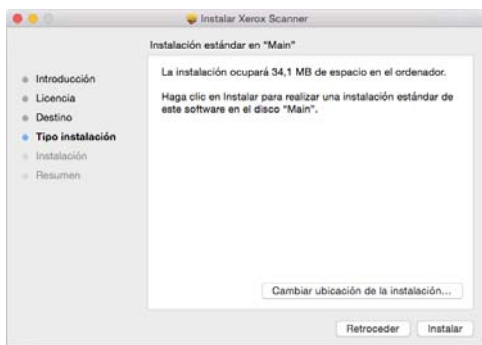 Instalar Xerox Scanner
Instalación estándar en "Main"
Introducción
Licencia
Destino
Tipo instalación
Instalación
Resumen
La instalación ocupará 34,1 MB de espacio en el ordenador.
Haga clic en Instalar para realizar una instalación estándar de
este software en el disco "Main".
Cambiar ubicación de la instalación...
Retroceder
Instalar